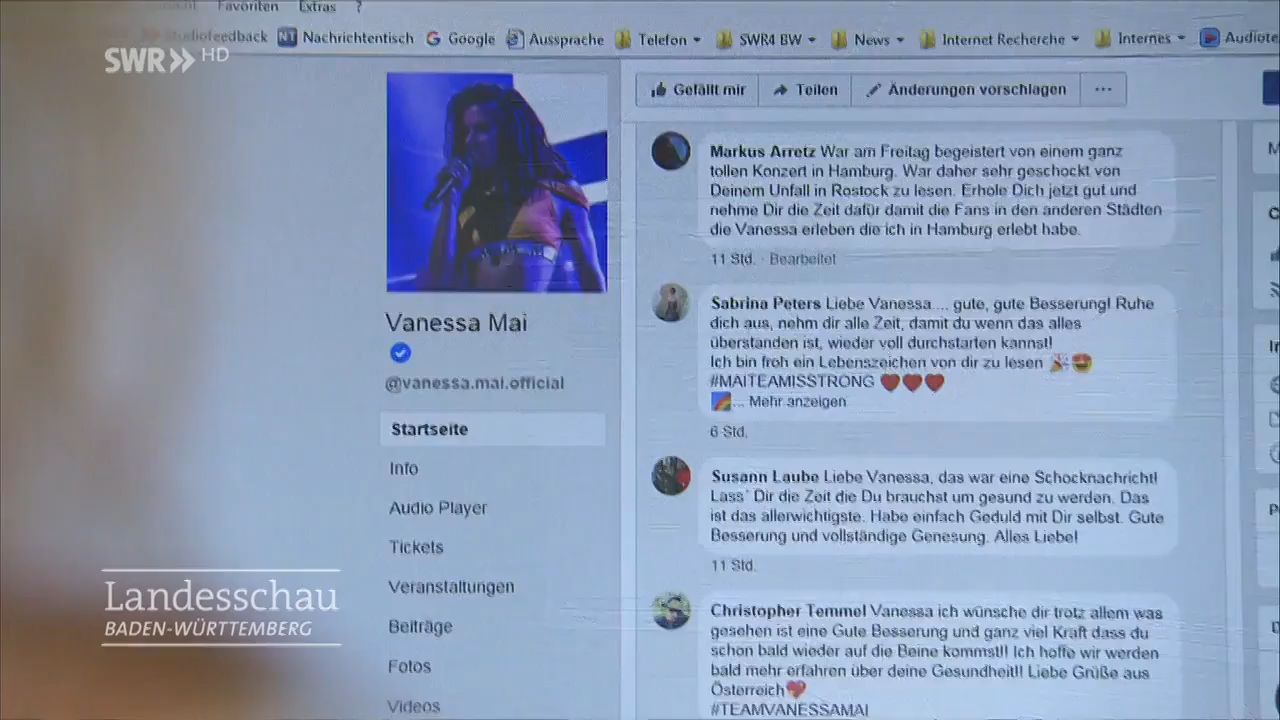 Favoriten Extras ?
Studiofeedback Nachrichtentisch Google Aussprache Telefon SWR4 BW News Internet Recherche Internes
SWR HD
Gefällt mir Teilen Änderungen vorschlagen ...
Vanessa Mai
@vanessa.mai.official
Startseite
Info
Audio Player
Tickets
Veranstaltungen
Beiträge
Fotos
Videos
Markus Arretz War am Freitag begeistert von einem ganz
tollen Konzert in Hamburg. War daher sehr geschockt von
Deinem Unfall in Rostock zu lesen. Erhole Dich jetzt gut und
nehme Dir die Zeit dafür damit die Fans in den anderen Städten
die Vanessa erleben die ich in Hamburg erlebt habe.
11 Std. · Bearbeitet
Sabrina Peters Liebe Vanessa.... gute, gute Besserung! Ruhe
dich aus, nehm dir alle Zeit, damit du wenn das alles
überstanden ist, wieder voll durchstarten kannst!
Ich bin froh ein Lebenszeichen von dir zu lesen 🎉😍
#MAITEAMISSTRONG ❤️❤️❤️
🌈... Mehr anzeigen
6 Std.
Susann Laube Liebe Vanessa, das war eine Schocknachricht!
Lass´ Dir die Zeit die Du brauchst um gesund zu werden. Das
ist das allerwichtigste. Habe einfach Geduld mit Dir selbst. Gute
Besserung und vollständige Genesung. Alles Liebe!
11 Std.
Christopher Temmel Vanessa ich wünsche dir trotz allem was
gesehen ist eine Gute Besserung und ganz viel Kraft dass du
schon bald wieder auf die Beine kommst!! Ich hoffe wir werden
bald mehr erfahren über deine Gesundheit!! Liebe Grüße aus
Österreich💖
#TEAMVANESSAMAI
Landesschau
BADEN-WÜRTTEMBERG